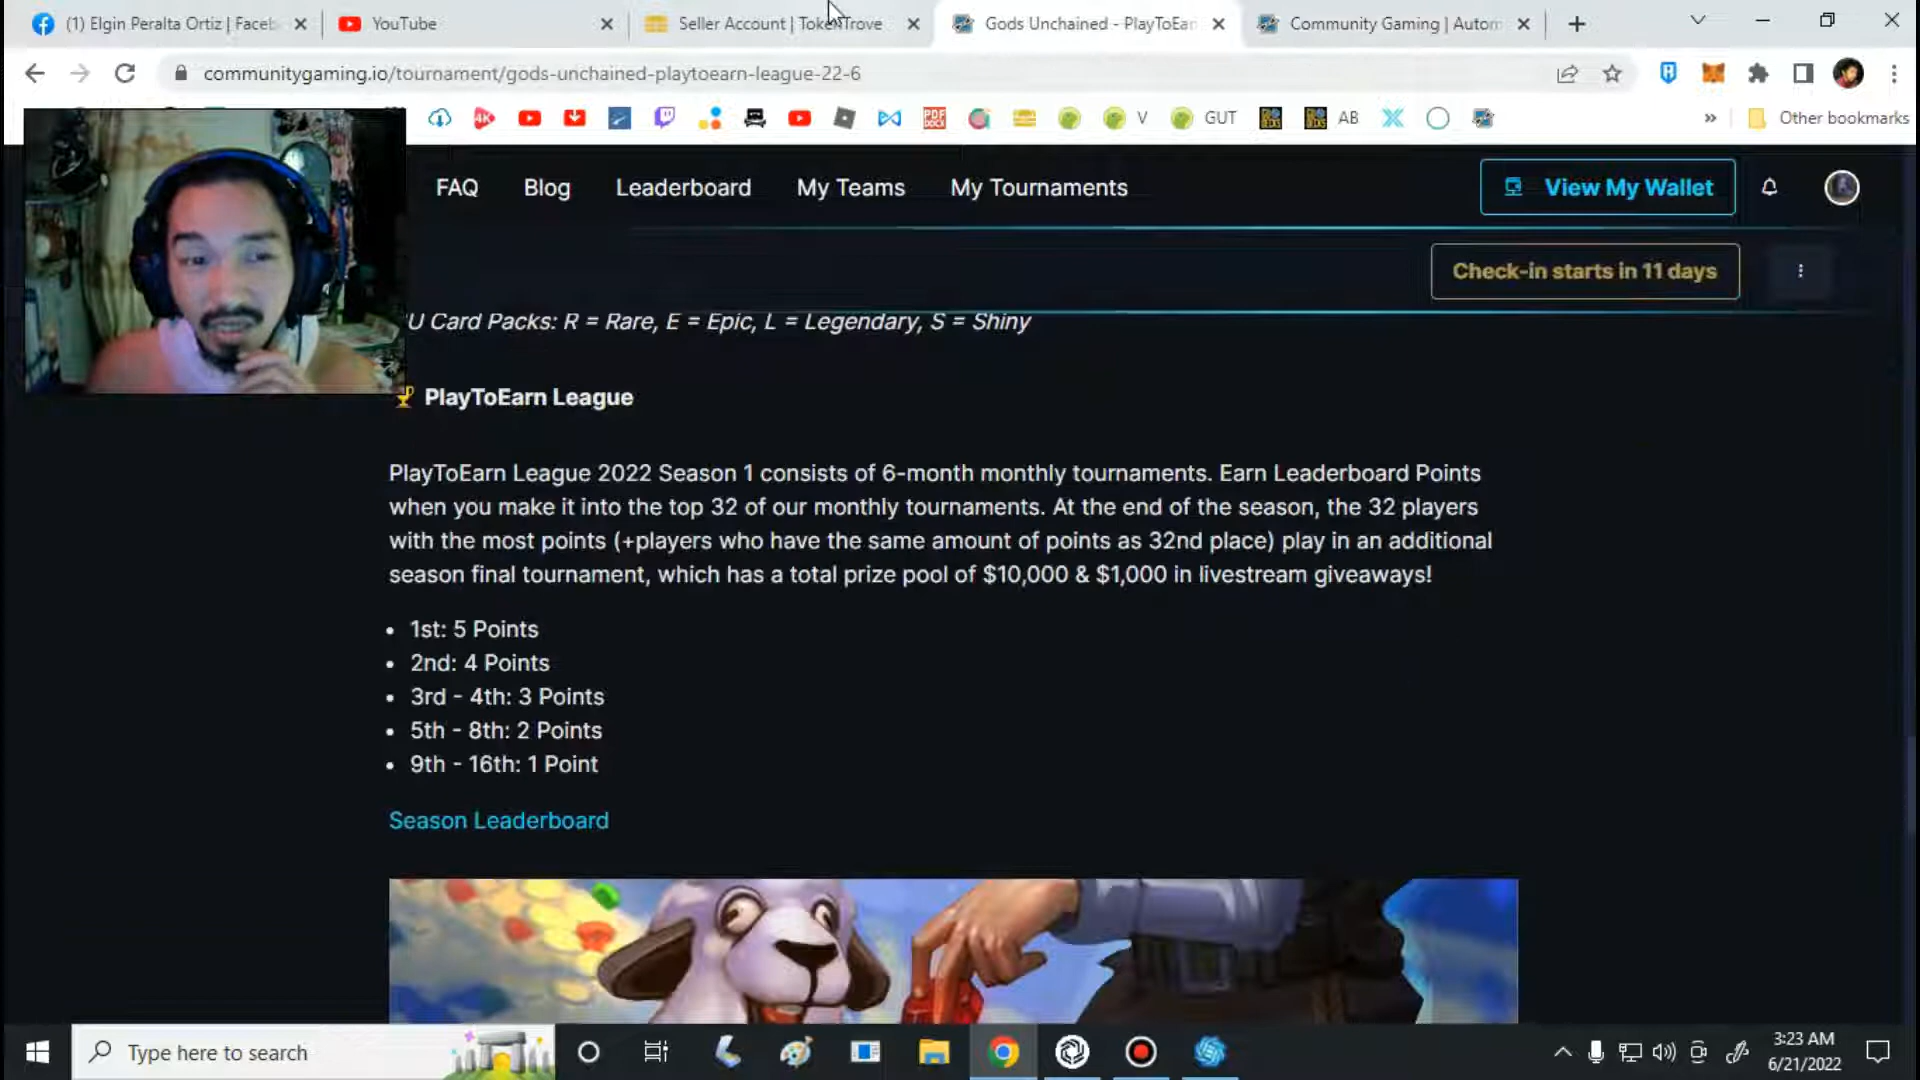 (1) Elgin Peralta Ortiz | Faceb
YouTube
Seller Account | TokenTrove
Gods Unchained - PlayToEarn
Community Gaming | Autom
communitygaming.io/tournament/gods-unchained-playtoearn-league-22-6
4K
PDF
DOCX
V
GUT
AB
Other bookmarks
FAQ
Blog
Leaderboard
My Teams
My Tournaments
View My Wallet
Check-in starts in 11 days
U Card Packs: R = Rare, E = Epic, L = Legendary, S = Shiny
PlayToEarn League
PlayToEarn League 2022 Season 1 consists of 6-month monthly tournaments. Earn Leaderboard Points
when you make it into the top 32 of our monthly tournaments. At the end of the season, the 32 players
with the most points (+players who have the same amount of points as 32nd place) play in an additional
season final tournament, which has a total prize pool of $10,000 & $1,000 in livestream giveaways!
• 1st: 5 Points
• 2nd: 4 Points
• 3rd - 4th: 3 Points
• 5th - 8th: 2 Points
• 9th - 16th: 1 Point
Season Leaderboard
Type here to search
3:23 AM
6/21/2022